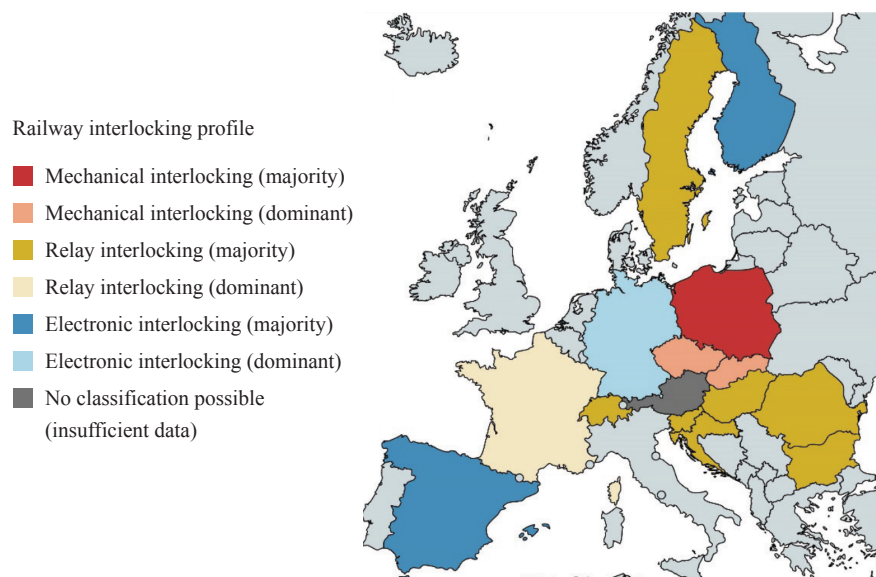 Railway interlocking profile
Mechanical interlocking (majority)
Mechanical interlocking (dominant)
Relay interlocking (majority)
Relay interlocking (dominant)
Electronic interlocking (majority)
Electronic interlocking (dominant)
No classification possible
(insufficient data)